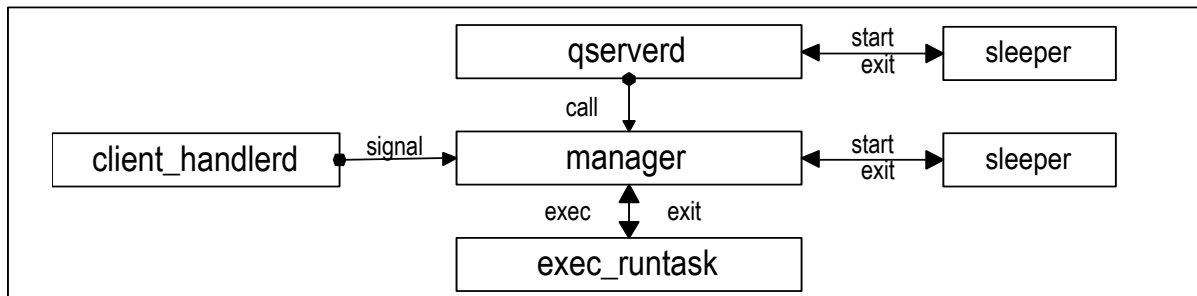 qserverd
start
exit
sleeper
call
client_handlerd
signal
manager
start
exit
sleeper
exec
exit
exec_runtask